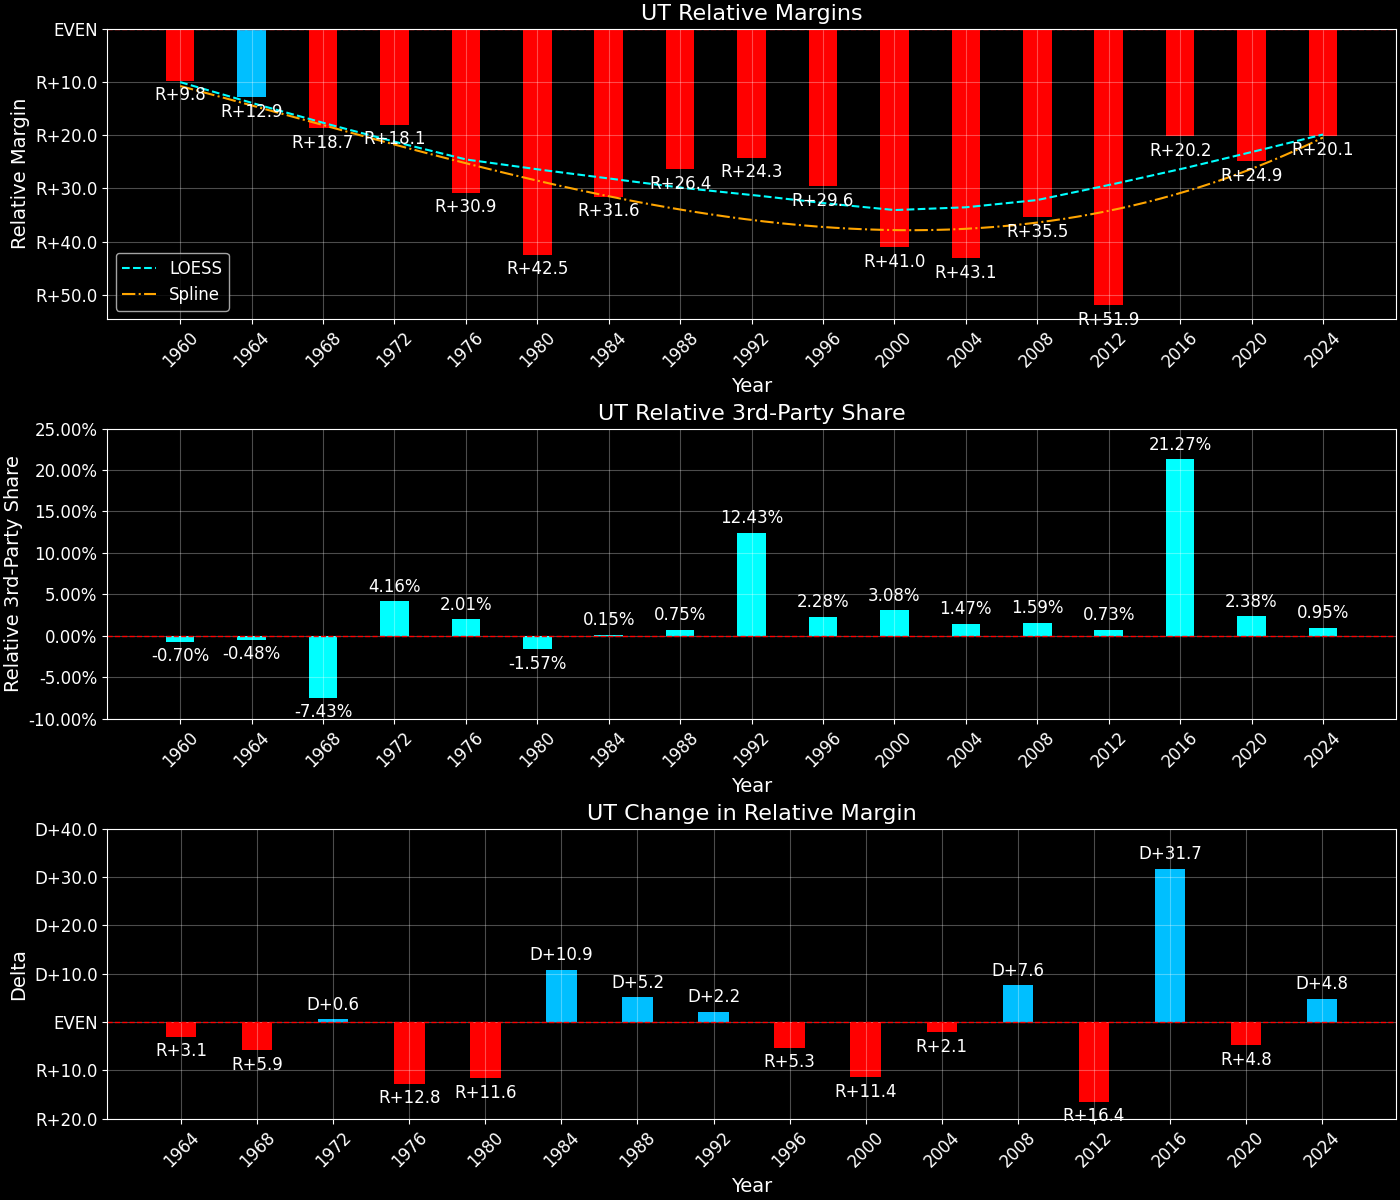 UT Relative Margins
Relative Margin
EVEN
R+10.0
R+20.0
R+30.0
R+40.0
R+50.0
R+9.8
R+12.9
R+18.7
R+18.1
R+30.9
R+42.5
R+31.6
R+26.4
R+24.3
R+29.6
R+41.0
R+43.1
R+35.5
R+51.9
R+20.2
R+24.9
R+20.1
LOESS
Spline
1960 1964 1968 1972 1976 1980 1984 1988 1992 1996 2000 2004 2008 2012 2016 2020 2024
Year
UT Relative 3rd-Party Share
Relative 3rd-Party Share
25.00%
20.00%
15.00%
10.00%
5.00%
0.00%
-5.00%
-10.00%
-0.70%
-0.48%
-7.43%
4.16%
2.01%
-1.57%
0.15%
0.75%
12.43%
2.28%
3.08%
1.47%
1.59%
0.73%
21.27%
2.38%
0.95%
1960 1964 1968 1972 1976 1980 1984 1988 1992 1996 2000 2004 2008 2012 2016 2020 2024
Year
UT Change in Relative Margin
Delta
D+40.0
D+30.0
D+20.0
D+10.0
EVEN
R+10.0
R+20.0
R+3.1
R+5.9
D+0.6
R+12.8
R+11.6
D+10.9
D+5.2
D+2.2
R+5.3
R+11.4
R+2.1
D+7.6
R+16.4
D+31.7
R+4.8
D+4.8
1964 1968 1972 1976 1980 1984 1988 1992 1996 2000 2004 2008 2012 2016 2020 2024
Year